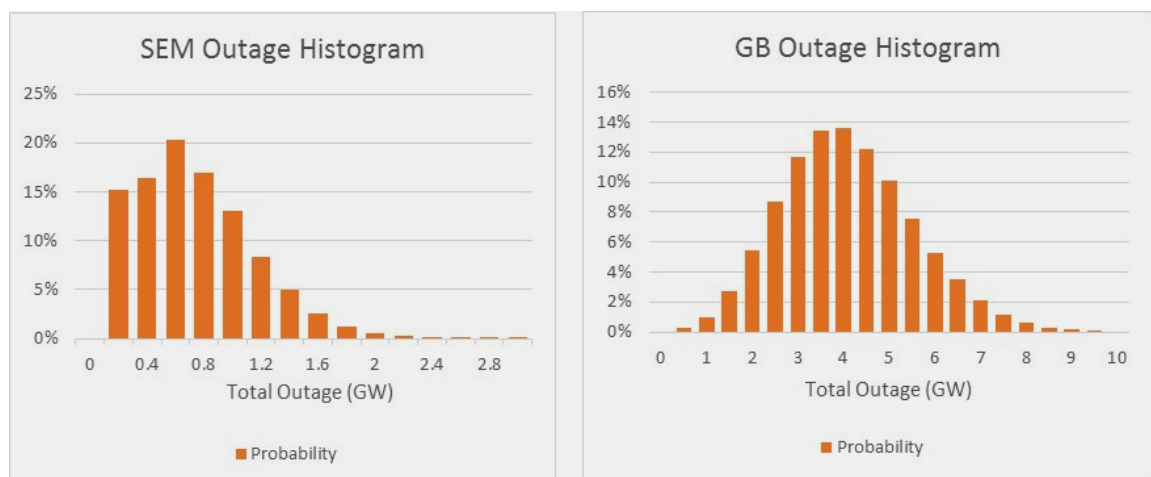 SEM Outage Histogram
25%
20%
15%
10%
5%
0%
0 0.4 0.8 1.2 1.6 2 2.4 2.8
Total Outage (GW)
Probability
GB Outage Histogram
16%
14%
12%
10%
8%
6%
4%
2%
0%
0 1 2 3 4 5 6 7 8 9 10
Total Outage (GW)
Probability